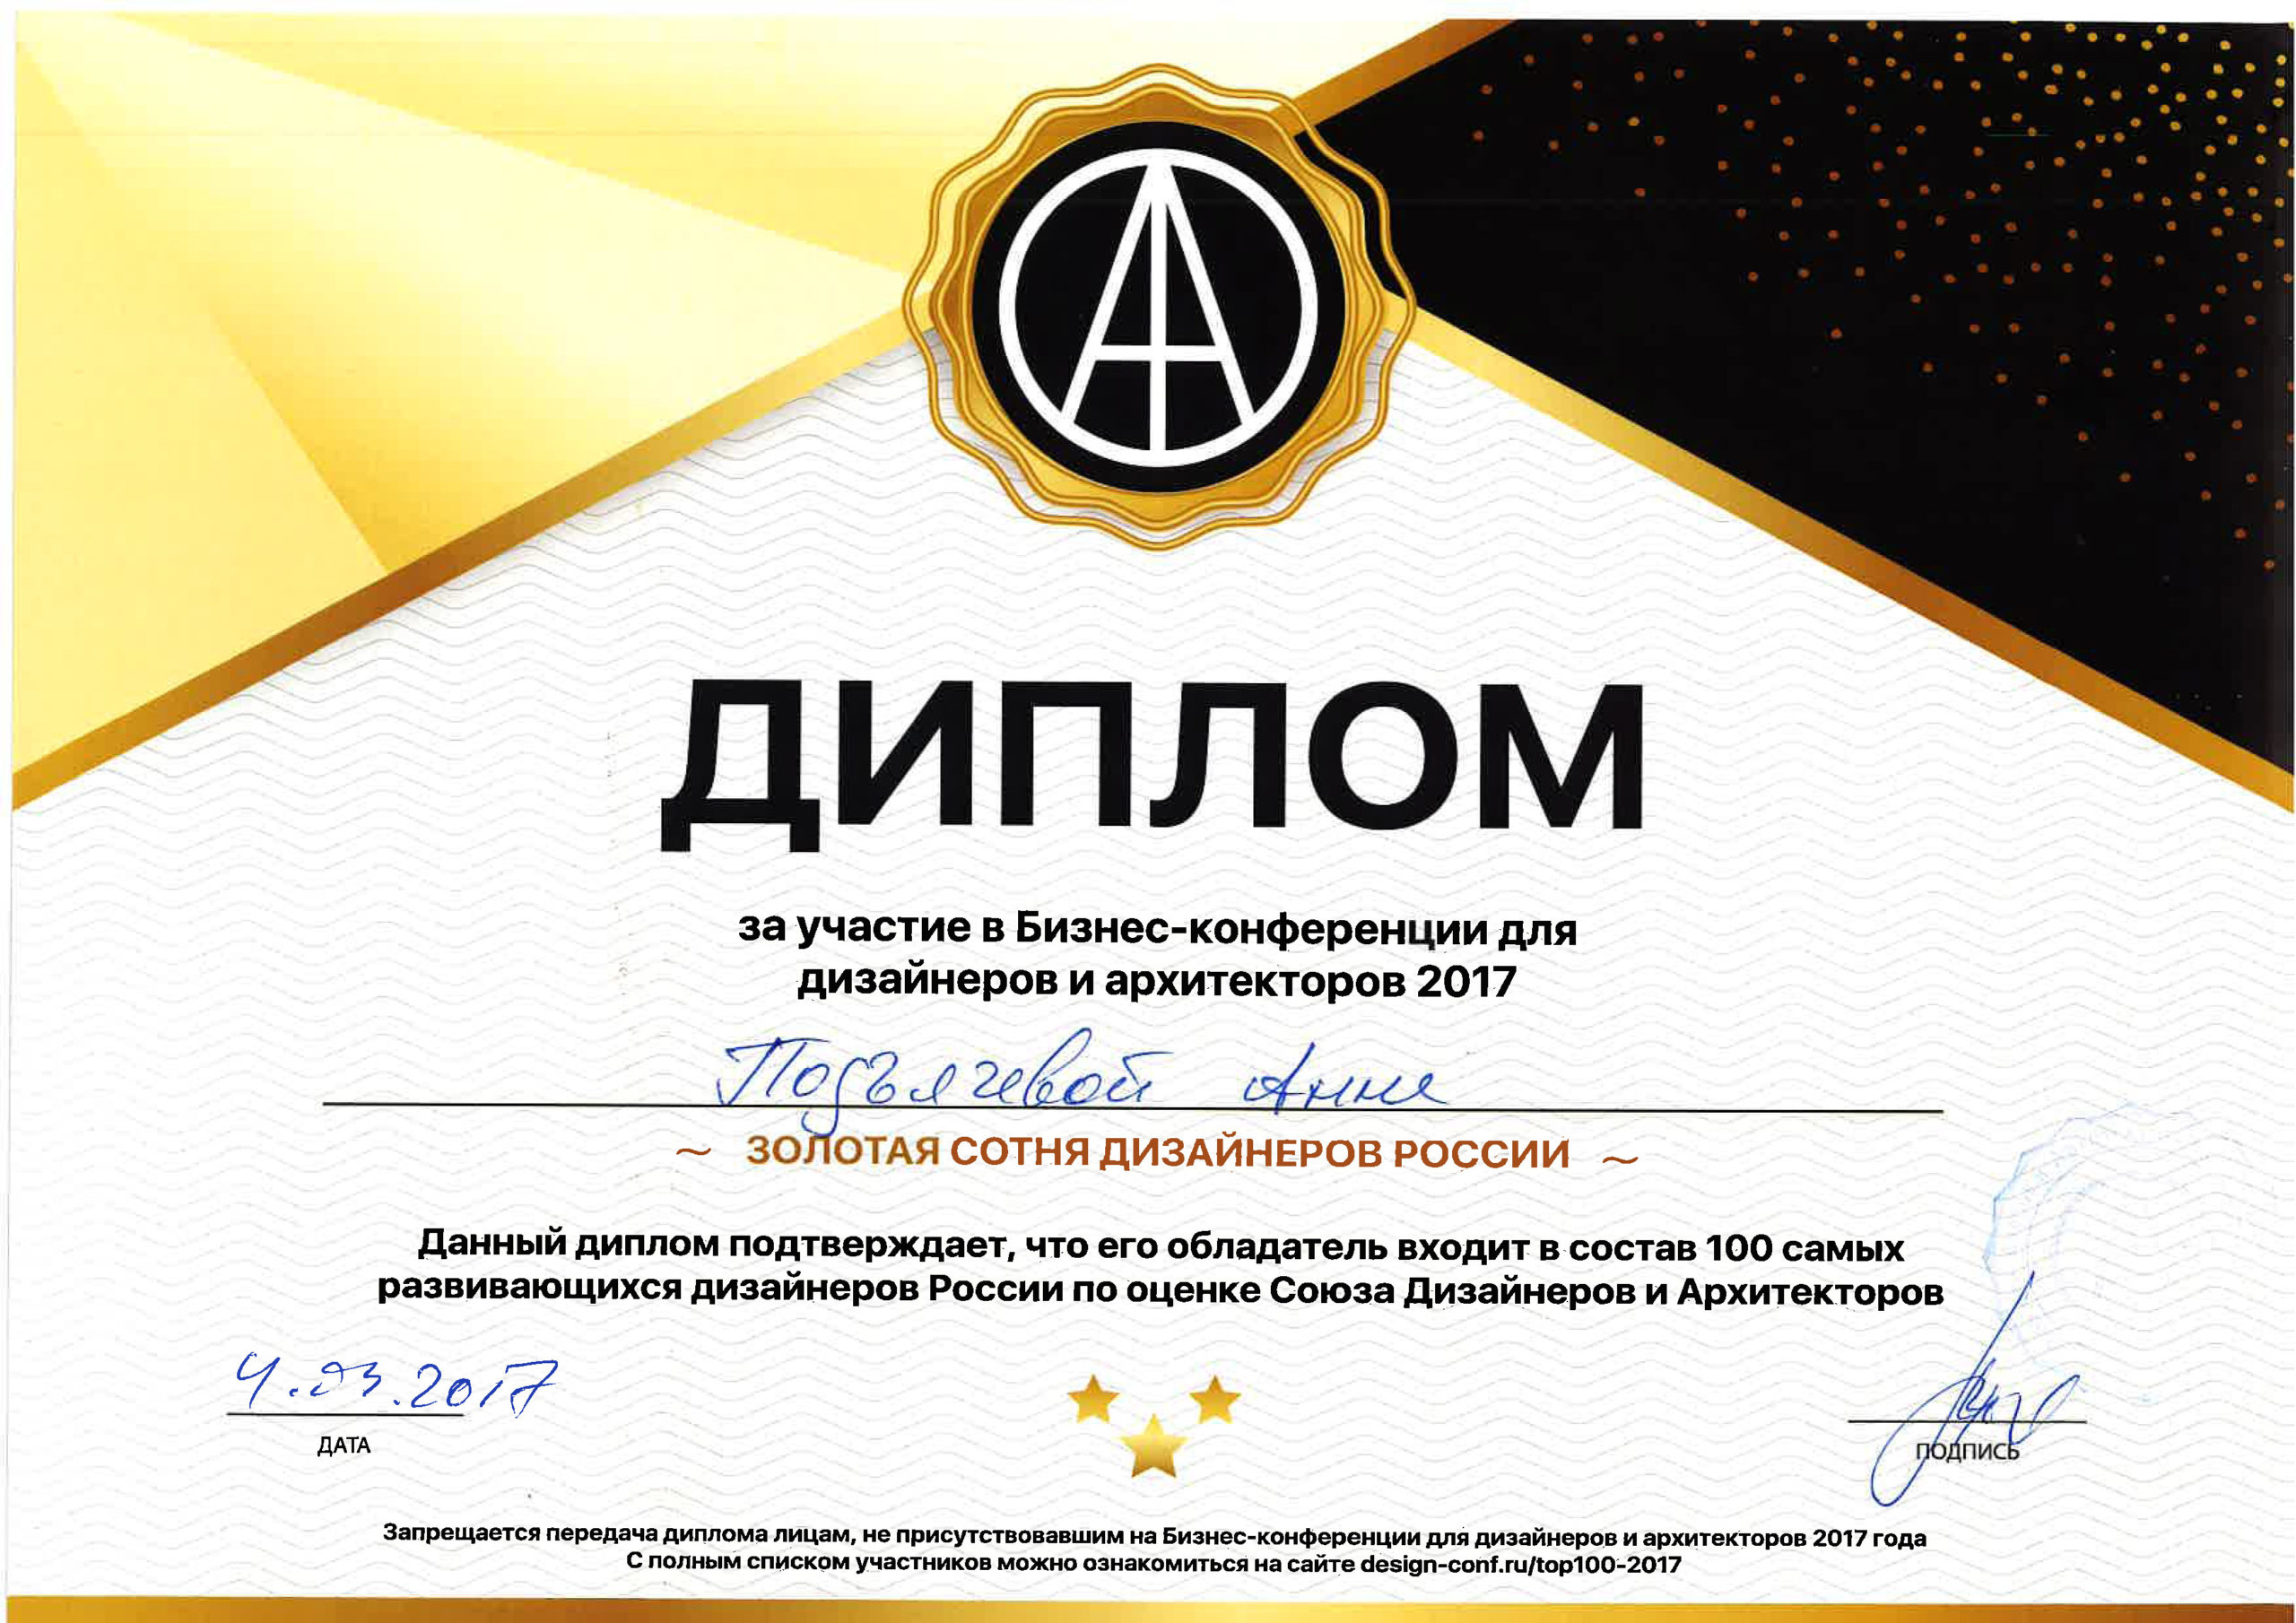 ДИПЛОМ
за участие в Бизнес-конференции для
дизайнеров и архитекторов 2017
Подъячевой Анне
~ ЗОЛОТАЯ СОТНЯ ДИЗАЙНЕРОВ РОССИИ ~
Данный диплом подтверждает, что его обладатель входит в состав 100 самых
развивающихся дизайнеров России по оценке Союза Дизайнеров и Архитекторов
4.03.2017
ДАТА
ПОДПИСЬ
Запрещается передача диплома лицам, не присутствовавшим на Бизнес-конференции для дизайнеров и архитекторов 2017 года
С полным списком участников можно ознакомиться на сайте design-conf.ru/top100-2017